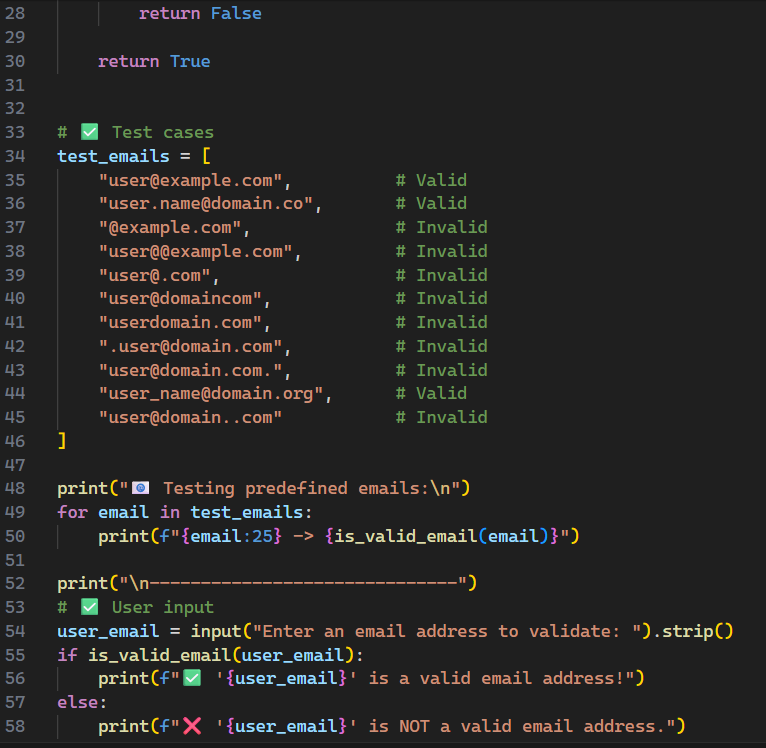 28            return False
29
30        return True
31
32
33    # ✅ Test cases
34    test_emails = [
35        "user@example.com",          # Valid
36        "user.name@domain.co",       # Valid
37        "@example.com",              # Invalid
38        "user@@example.com",         # Invalid
39        "user@.com",                 # Invalid
40        "user@domaincom",            # Invalid
41        "userdomain.com",            # Invalid
42        ".user@domain.com",          # Invalid
43        "user@domain.com.",          # Invalid
44        "user_name@domain.org",      # Valid
45        "user@domain..com"           # Invalid
46    ]
47
48    print("📧 Testing predefined emails:\n")
49    for email in test_emails:
50        print(f"{email:25} -> {is_valid_email(email)}")
51
52    print("\n------------------------------")
53    # ✅ User input
54    user_email = input("Enter an email address to validate: ").strip()
55    if is_valid_email(user_email):
56        print(f"✅ '{user_email}' is a valid email address!")
57    else:
58        print(f"❌ '{user_email}' is NOT a valid email address.")